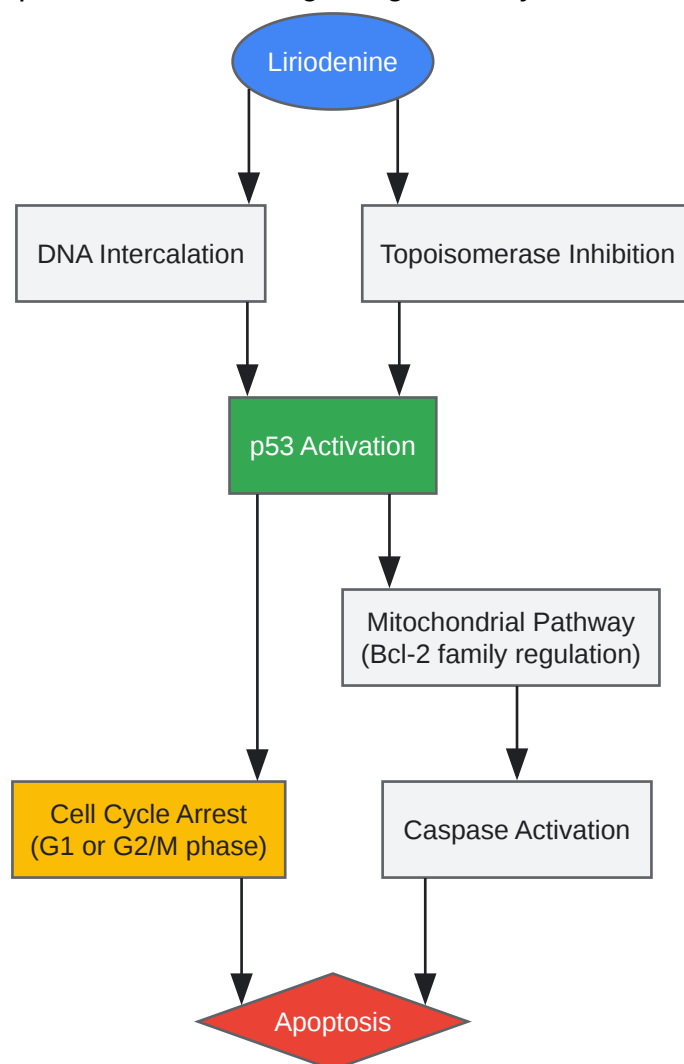 Liriodenine
DNA Intercalation
Topoisomerase Inhibition
p53 Activation
Mitochondrial Pathway
(Bcl-2 family regulation)
Cell Cycle Arrest
(G1 or G2/M phase)
Caspase Activation
Apoptosis